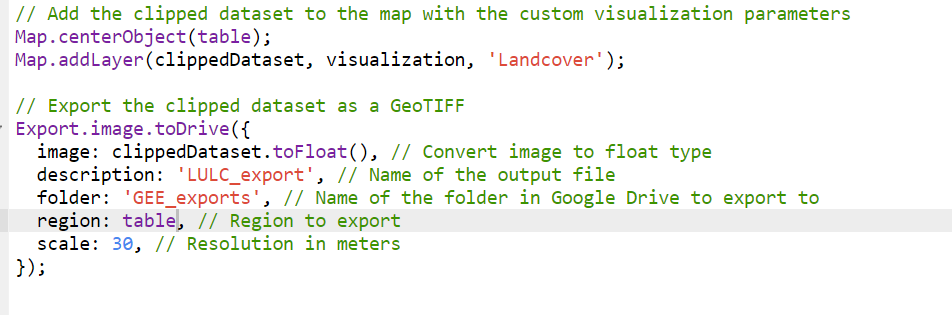 // Add the clipped dataset to the map with the custom visualization parameters
Map.centerObject(table);
Map.addLayer(clippedDataset, visualization, 'Landcover');
// Export the clipped dataset as a GeoTIFF
Export.image.toDrive({
  image: clippedDataset.toFloat(), // Convert image to float type
  description: 'LULC_export', // Name of the output file
  folder: 'GEE_exports', // Name of the folder in Google Drive to export to
  region: table, // Region to export
  scale: 30, // Resolution in meters
});